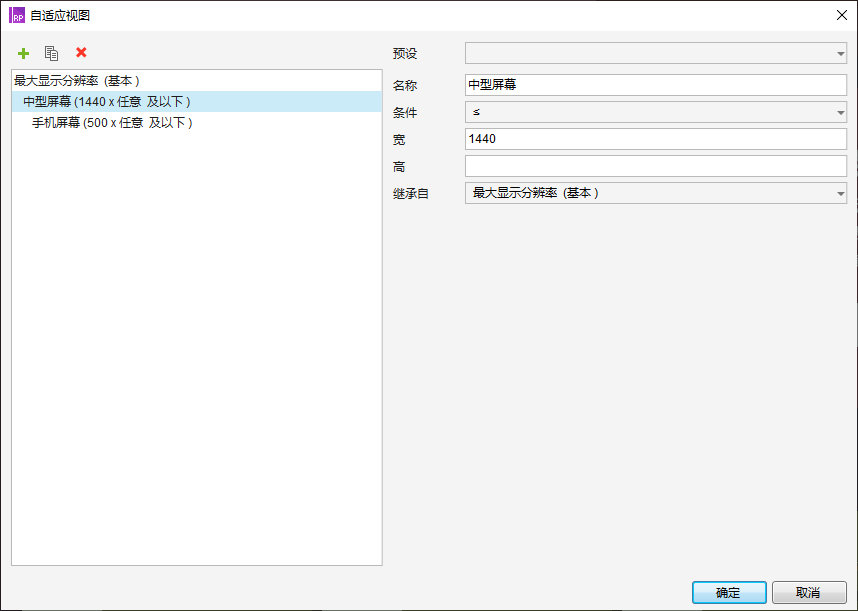 RP 自适应视图
预设
最大显示分辨率 (基本)
中型屏幕 (1440 x 任意 及以下)
手机屏幕 (500 x 任意 及以下)
名称 中型屏幕
条件 ≤
宽 1440
高
继承自 最大显示分辨率 (基本)
确定 取消